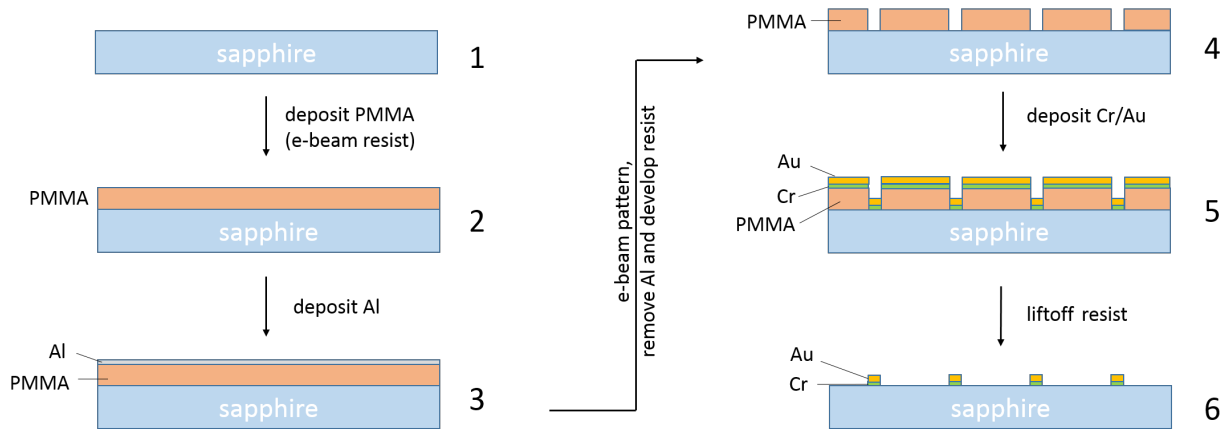 sapphire
1
deposit PMMA
(e-beam resist)
PMMA
sapphire
2
deposit Al
Al
PMMA
sapphire
3
e-beam pattern,
remove Al and develop resist
PMMA
sapphire
4
deposit Cr/Au
Au
Cr
PMMA
sapphire
5
liftoff resist
Au
Cr
sapphire
6